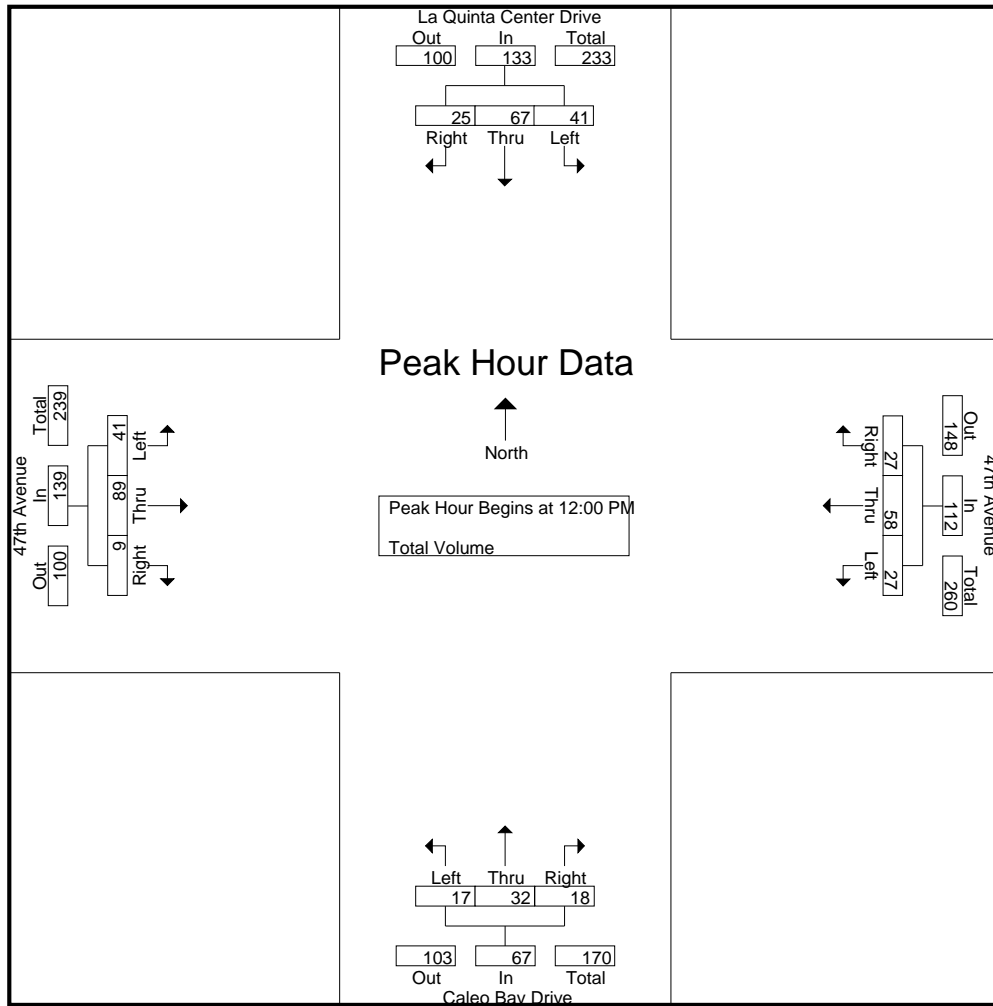 La Quinta Center Drive
Out In Total
100 133 233
25 67 41
Right Thru Left
Peak Hour Data
North
Peak Hour Begins at 12:00 PM
Total Volume
47th Avenue
Total In Out
239 139 100
41 89 9
Left Thru Right
47th Avenue
Out In Total
148 112 260
27 58 27
Right Thru Left
Left Thru Right
17 32 18
103 67 170
Out In Total
Caleo Bay Drive